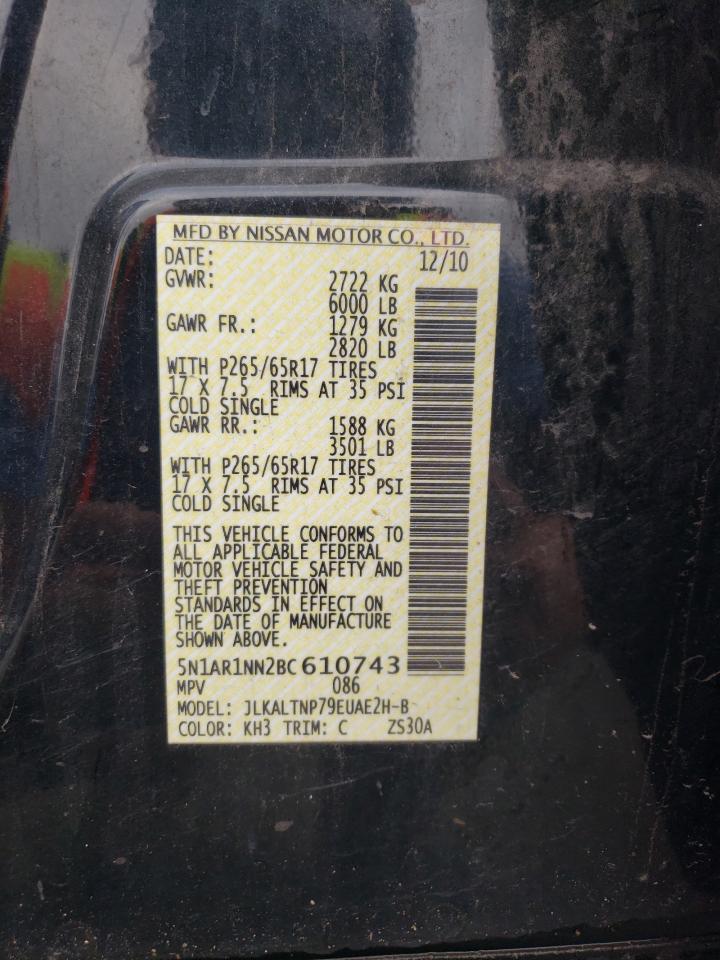 MFD BY NISSAN MOTOR CO., LTD.
DATE: 12/10
GVWR: 2722 KG
6000 LB
GAWR FR.: 1279 KG
2820 LB
WITH P265/65R17 TIRES
17 X 7.5 RIMS AT 35 PSI
COLD SINGLE
GAWR RR.: 1588 KG
3501 LB
WITH P265/65R17 TIRES
17 X 7.5 RIMS AT 35 PSI
COLD SINGLE
THIS VEHICLE CONFORMS TO
ALL APPLICABLE FEDERAL
MOTOR VEHICLE SAFETY AND
THEFT PREVENTION
STANDARDS IN EFFECT ON
THE DATE OF MANUFACTURE
SHOWN ABOVE.
5N1AR1NN2BC610743
MPV 086
MODEL: JLKALTNP79EUAE2H-B
COLOR: KH3 TRIM: C ZS30A